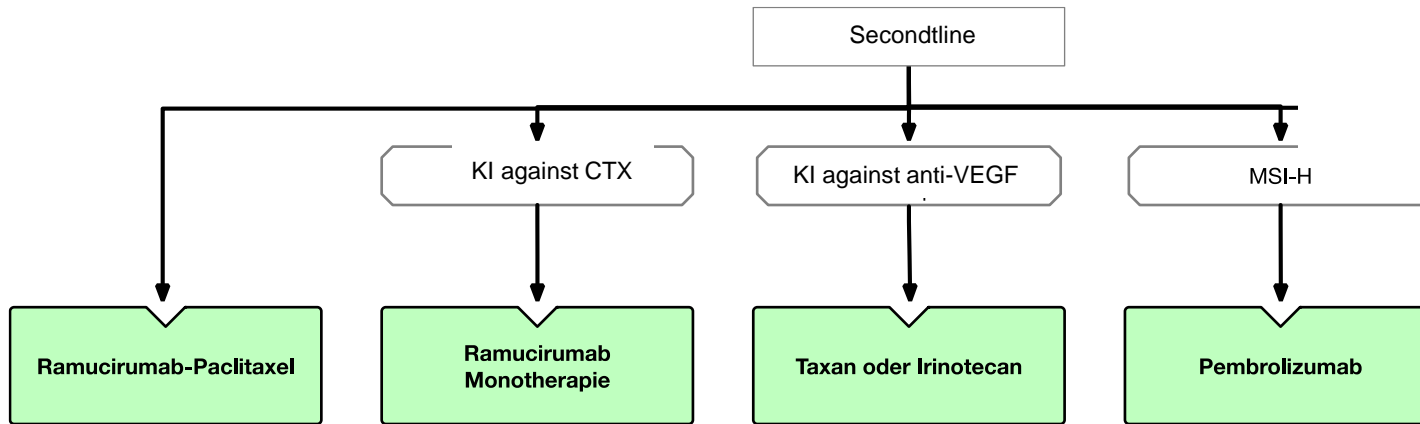 Secondtline
KI against CTX
KI against anti-VEGF
MSI-H
Ramucirumab-Paclitaxel
Ramucirumab
Monotherapie
Taxan oder Irinotecan
Pembrolizumab